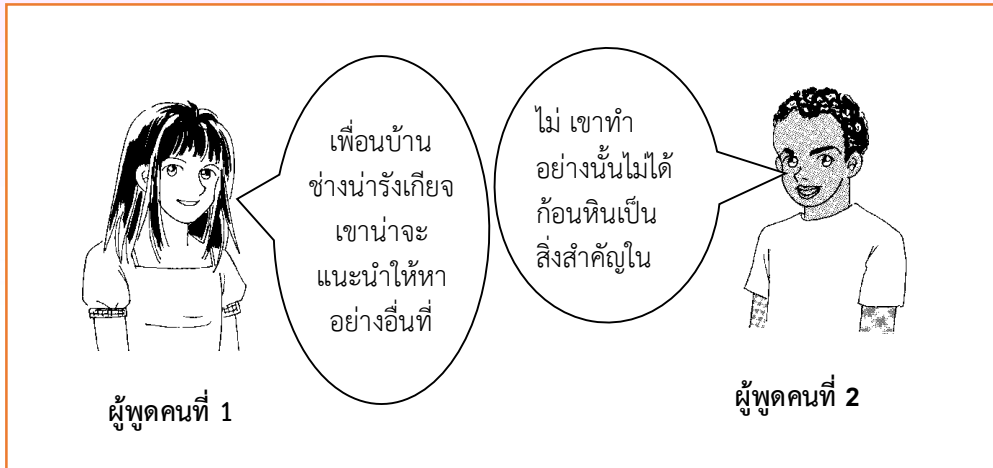 เพื่อนบ้าน
ช่างน่ารังเกียจ
เขาน่าจะ
แนะนำให้หา
อย่างอื่นที่
ไม่ เขาทำ
อย่างนั้นไม่ได้
ก้อนหินเป็น
สิ่งสำคัญใน
ผู้พูดคนที่ 1
ผู้พูดคนที่ 2